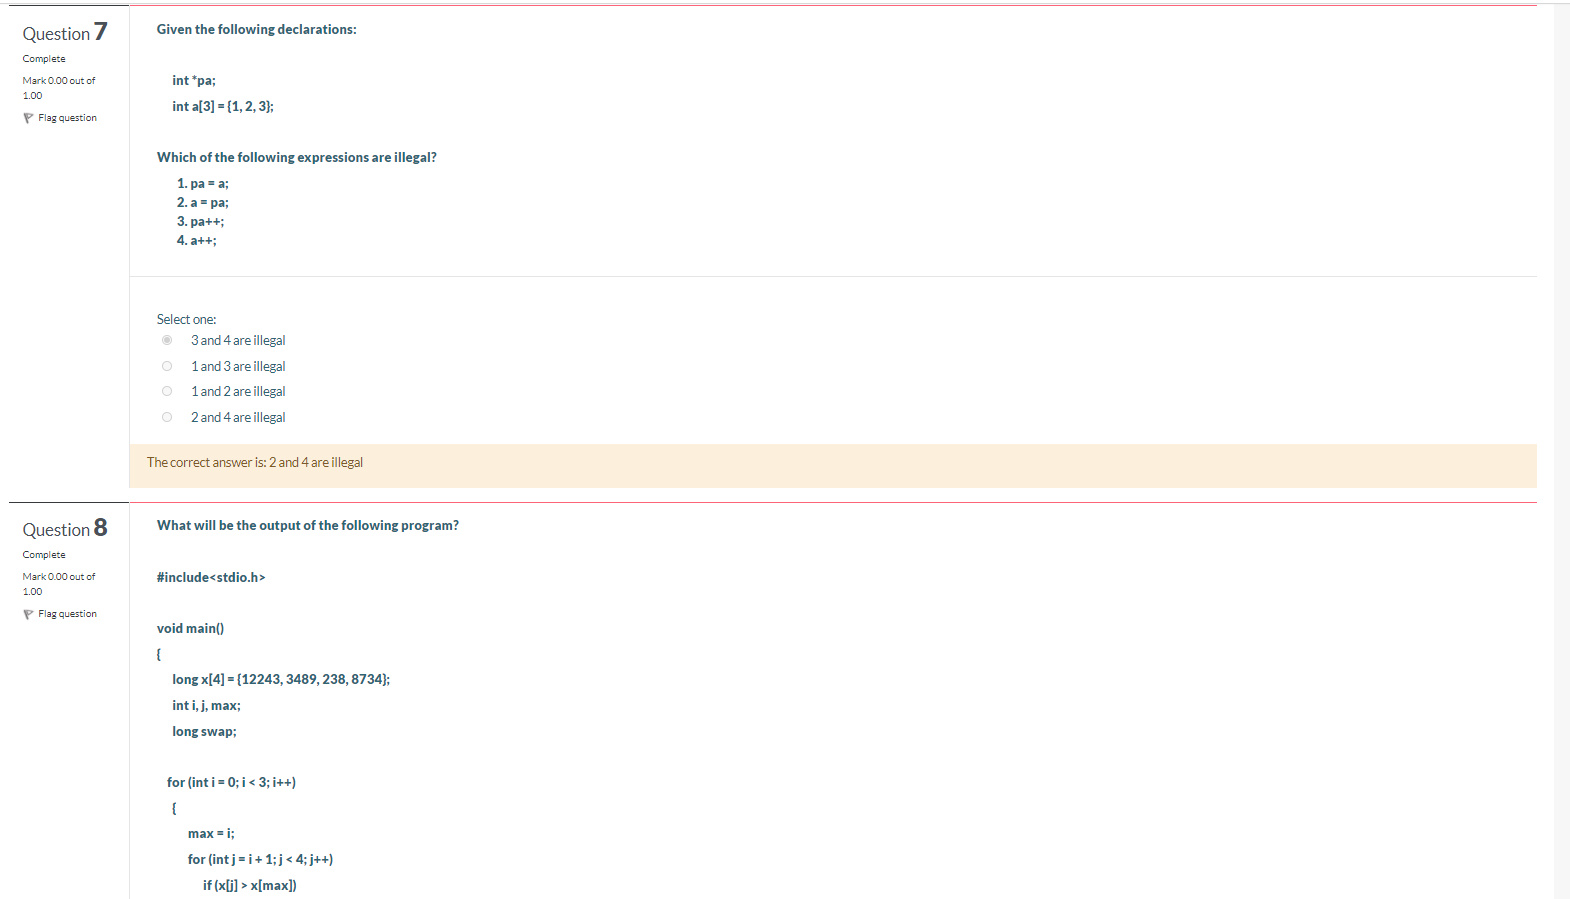 Question 7
Complete
Mark 0.00 out of
1.00
Flag question
Given the following declarations:
int *pa;
int a[3] = {1, 2, 3};
Which of the following expressions are illegal?
1. pa = a;
2. a = pa;
3. pa++;
4. a++;
Select one:
3 and 4 are illegal
1 and 3 are illegal
1 and 2 are illegal
2 and 4 are illegal
The correct answer is: 2 and 4 are illegal
Question 8
Complete
Mark 0.00 out of
1.00
Flag question
What will be the output of the following program?
#include<stdio.h>
void main()
{
long x[4] = {12243, 3489, 238, 8734};
int i, j, max;
long swap;
for (int i = 0; i < 3; i++)
{
max = i;
for (int j = i + 1; j < 4; j++)
if (x[j] > x[max])